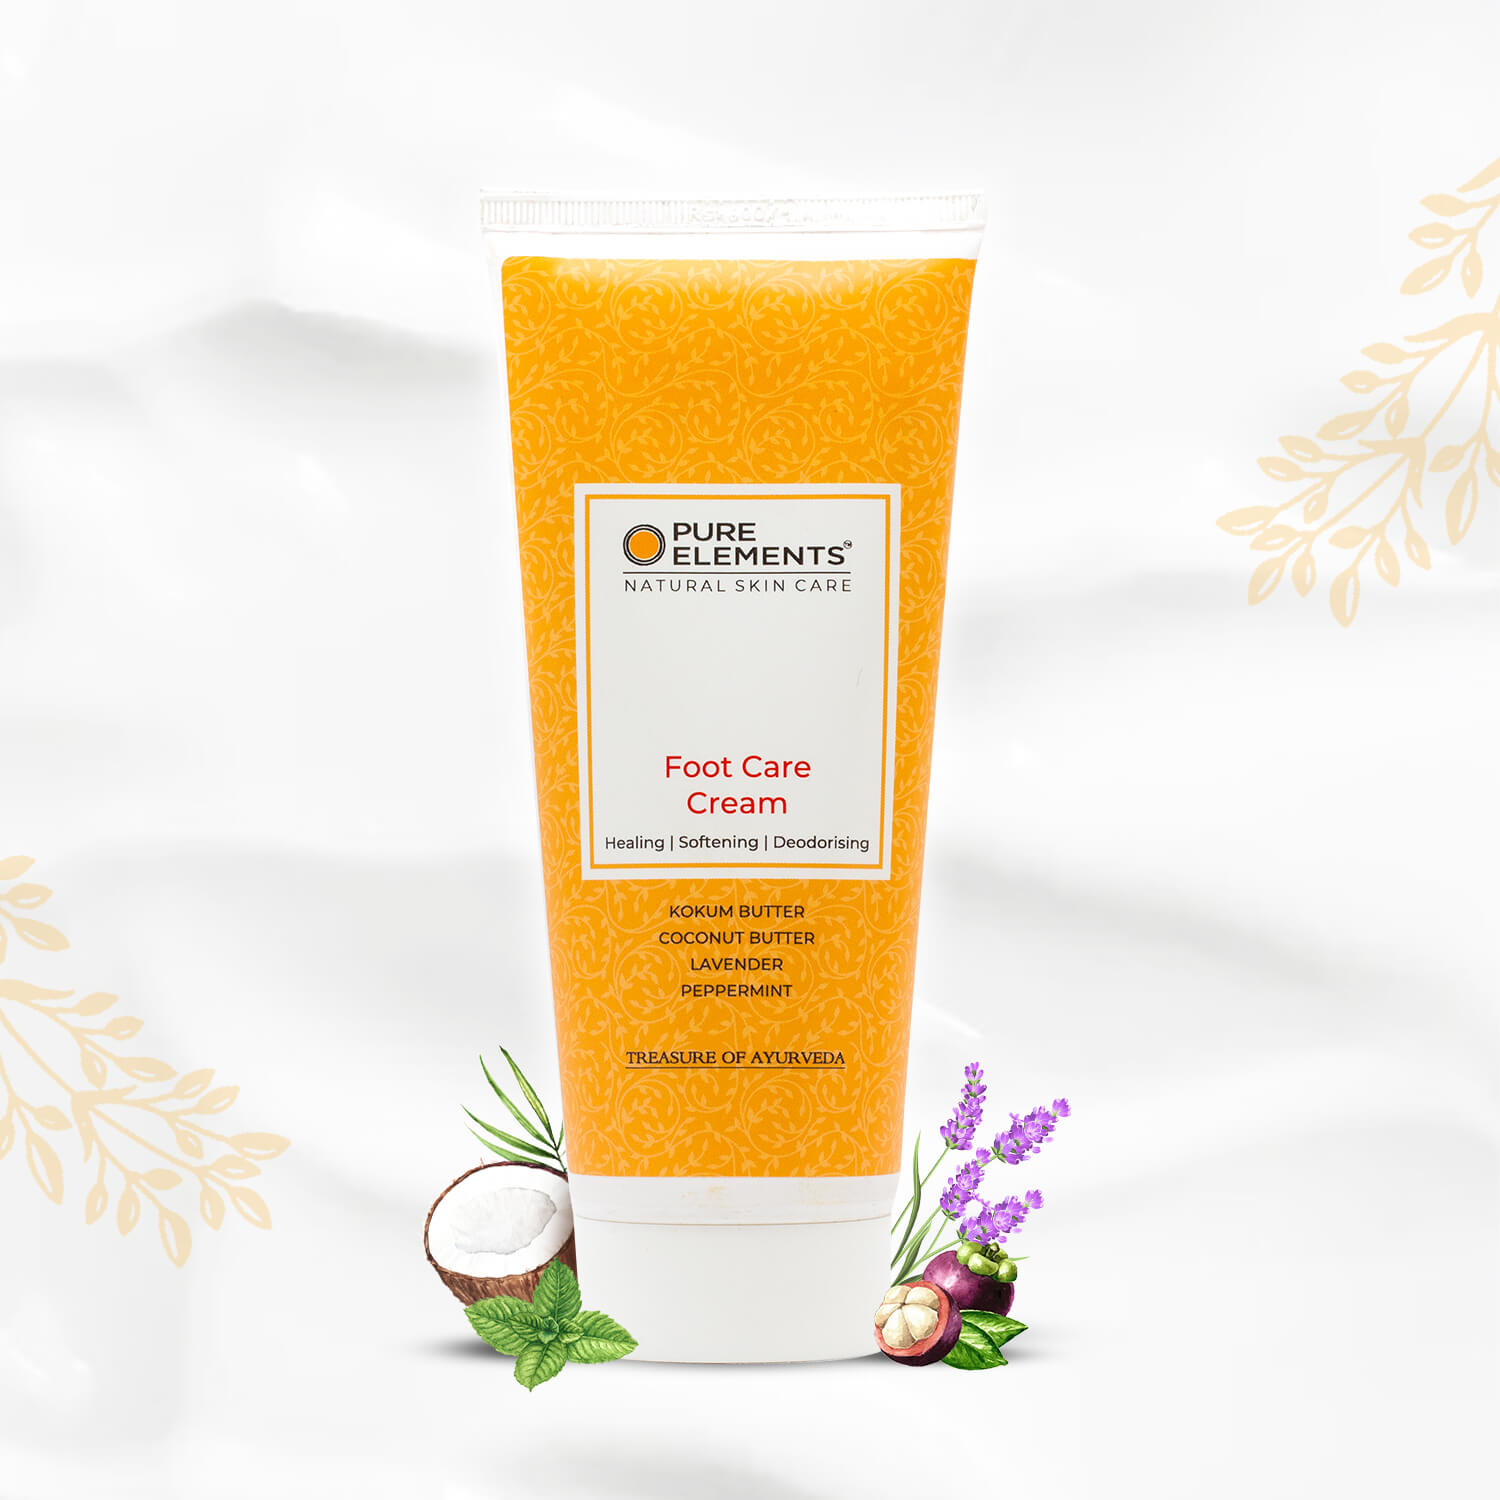 PURE
ELEMENTS™
NATURAL SKIN CARE
Foot Care
Cream
Healing | Softening | Deodorising
KOKUM BUTTER
COCONUT BUTTER
LAVENDER
PEPPERMINT
TREASURE OF AYURVEDA